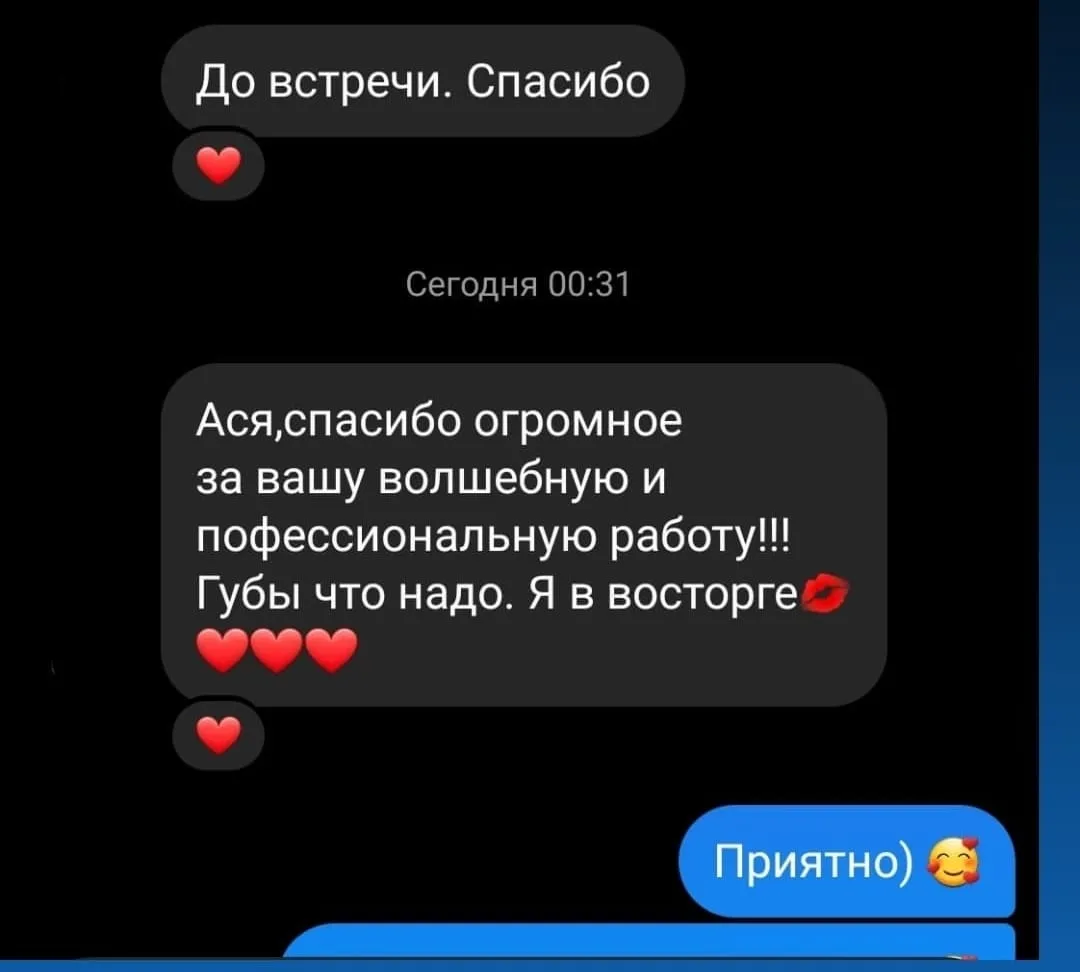 До встречи. Спасибо
❤️
Сегодня 00:31
Ася,спасибо огромное
за вашу волшебную и
пофессиональную работу!!!
Губы что надо. Я в восторге💋
❤️❤️❤️
❤️
Приятно) 🥰